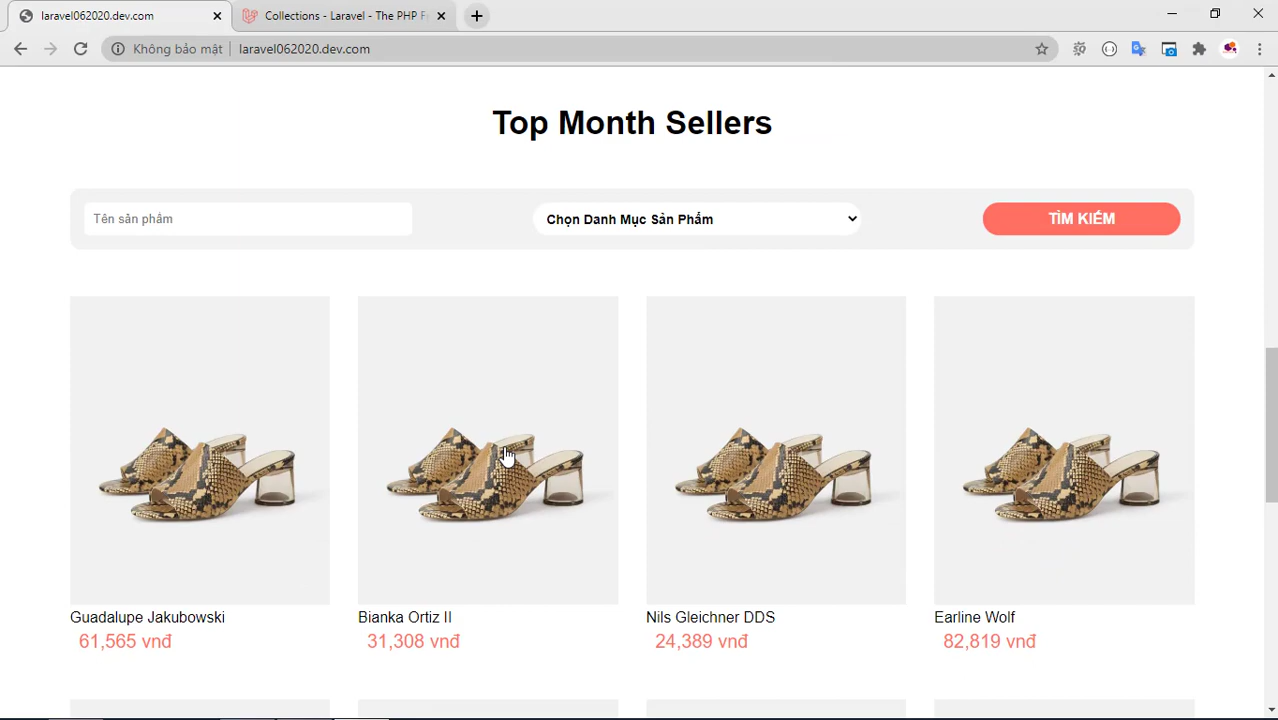 laravel062020.dev.com
Collections - Laravel - The PHP F
Không bảo mật
laravel062020.dev.com
Top Month Sellers
Tên sản phẩm
Chọn Danh Mục Sản Phẩm
TÌM KIẾM
Guadalupe Jakubowski
Bianka Ortiz II
Nils Gleichner DDS
Earline Wolf
61,565 vnđ
31,308 vnđ
24,389 vnđ
82,819 vnđ